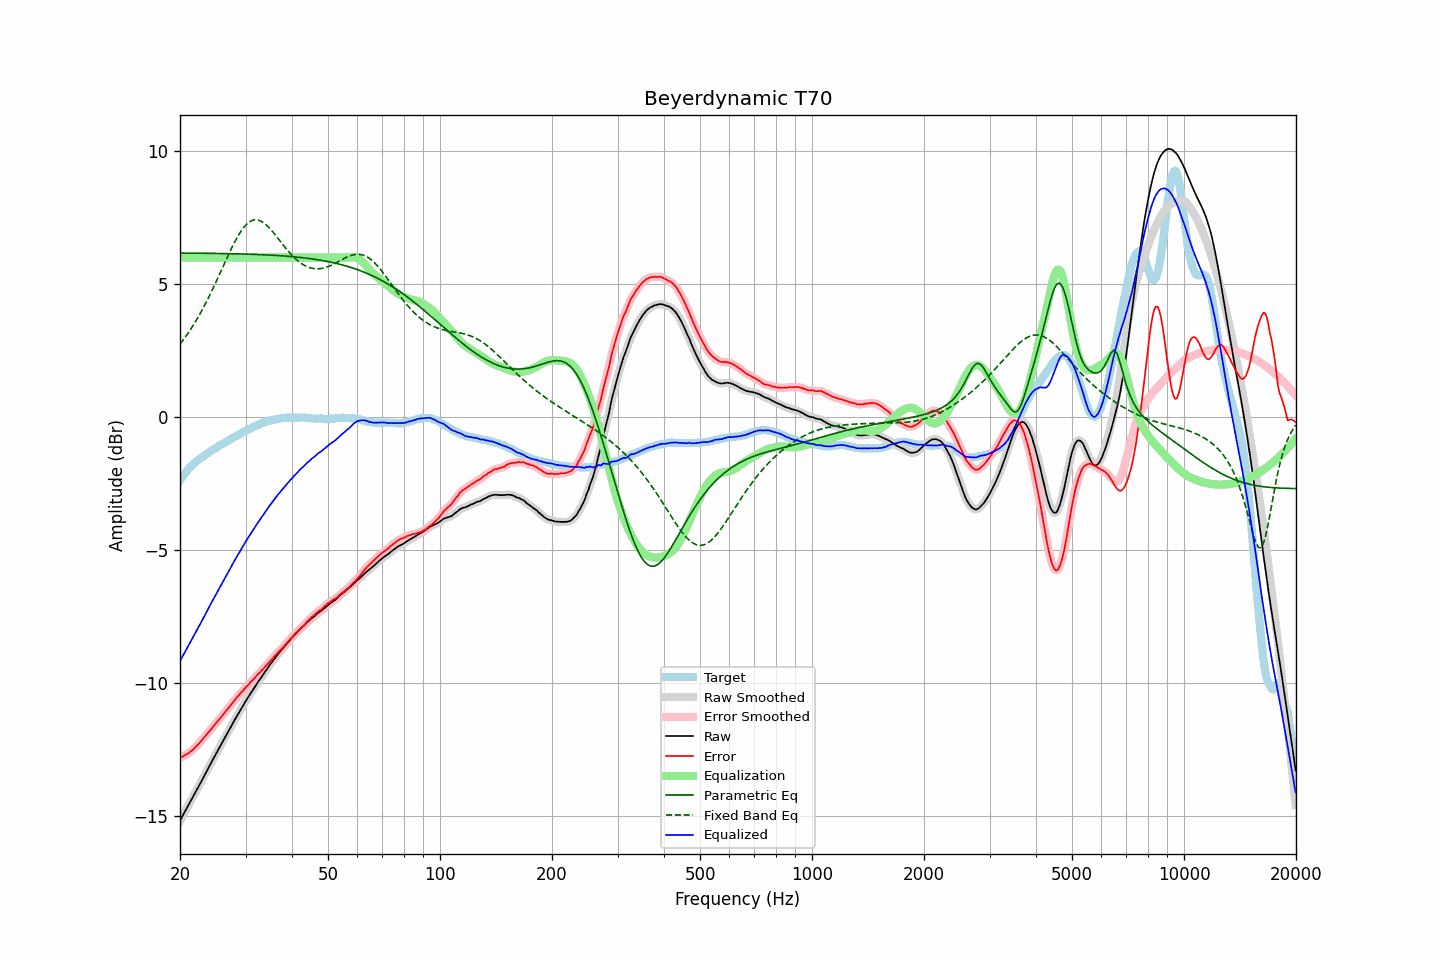 Beyerdynamic T70
Amplitude (dBr)
10
5
0
−5
−10
−15
Target
Raw Smoothed
Error Smoothed
Raw
Error
Equalization
Parametric Eq
Fixed Band Eq
Equalized
20 50 100 200 500 1000 2000 5000 10000 20000
Frequency (Hz)